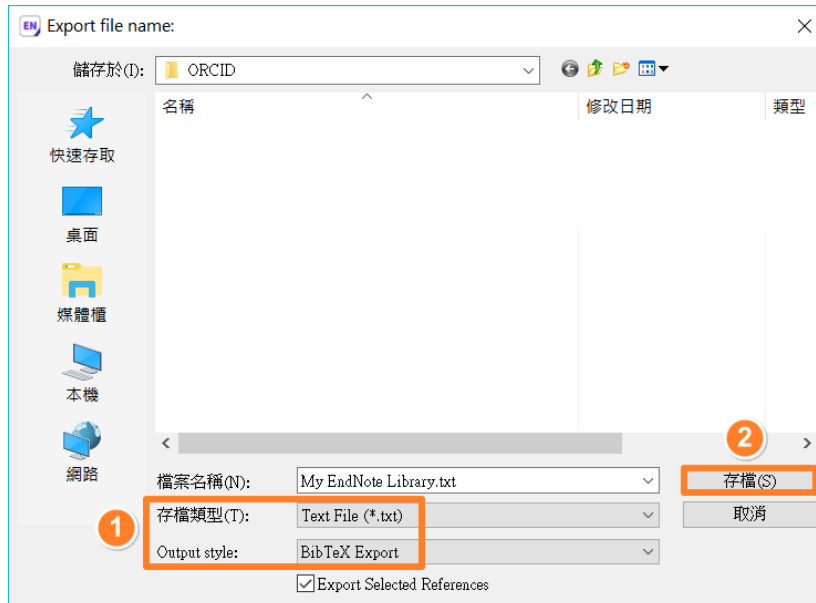 EN Export file name:
儲存於(I): ORCID
名稱 修改日期 類型
快速存取
桌面
媒體櫃
本機
網路
2
檔案名稱(N): My EndNote Library.txt 存檔(S)
1
存檔類型(T): Text File (*.txt) 取消
Output style: BibTeX Export
Export Selected References